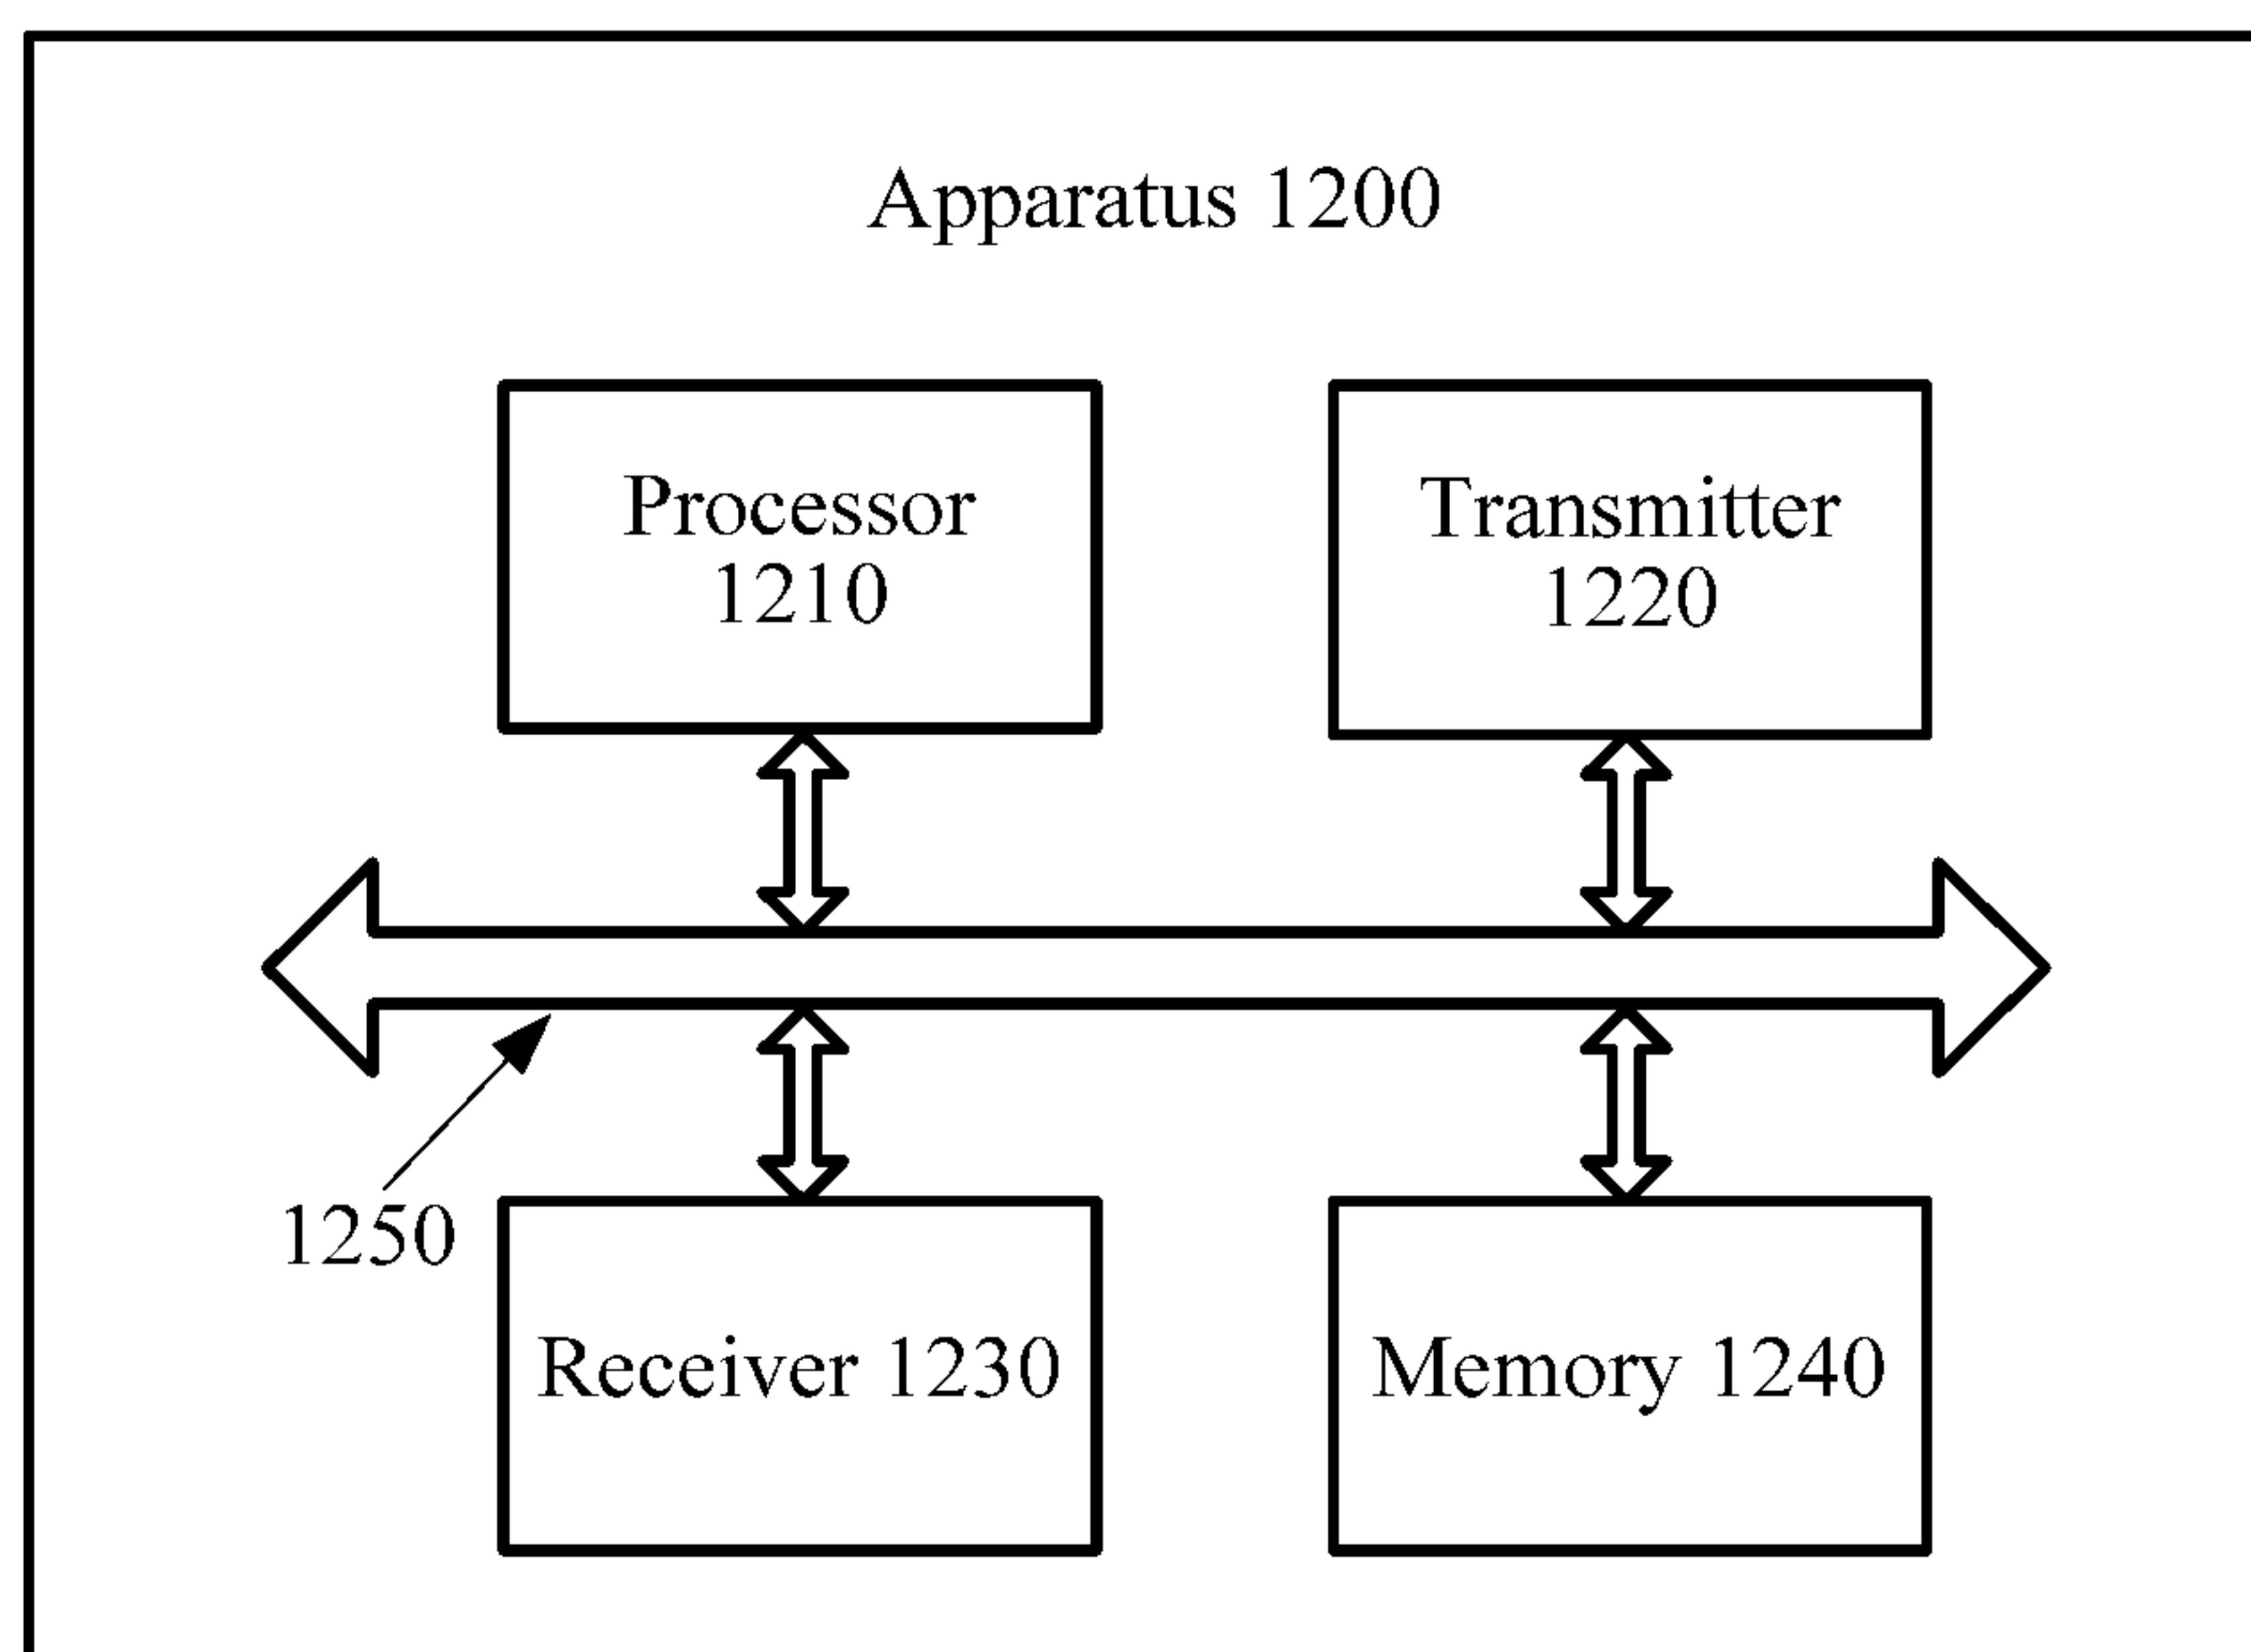 Apparatus 1200
Processor
1210
Transmitter
1220
1250
Receiver 1230
Memory 1240